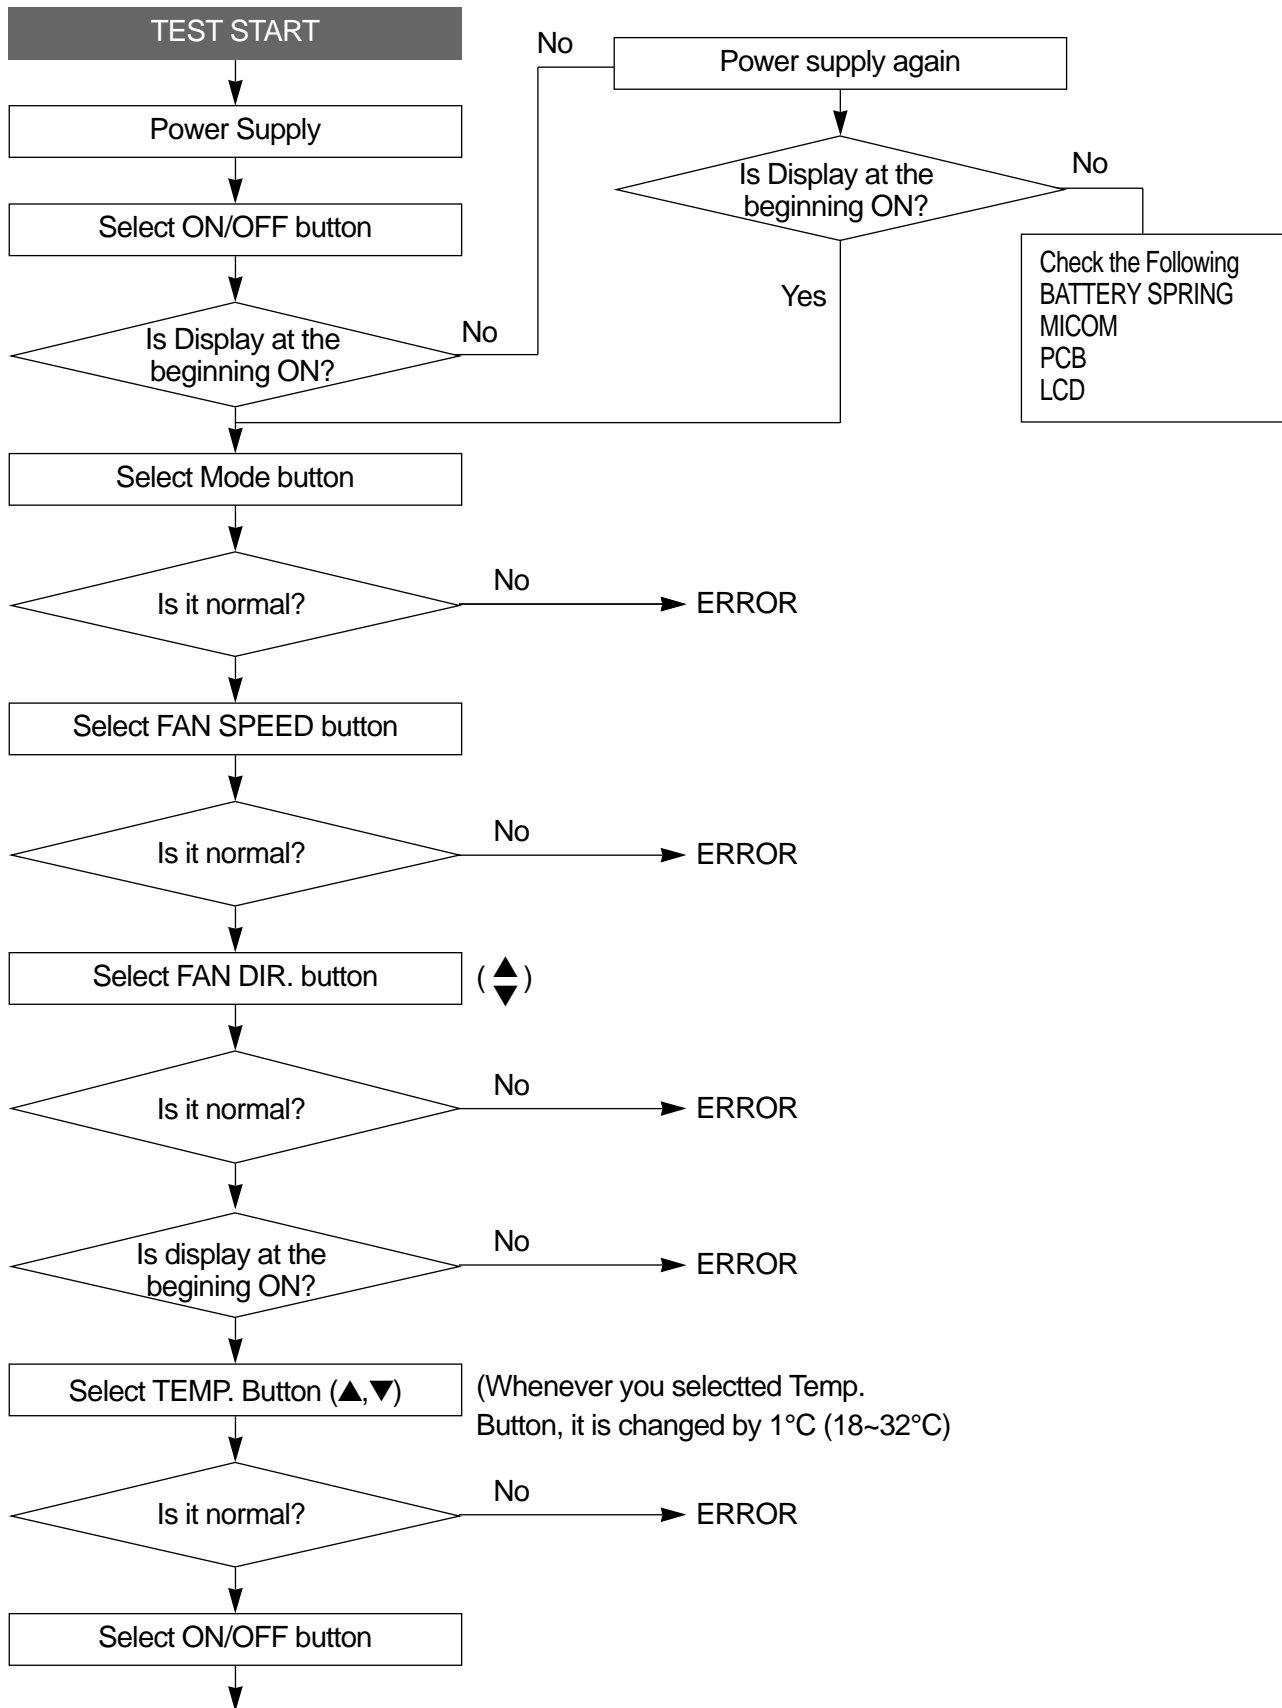 TEST START
No
Power supply again
Power Supply
Is Display at the
beginning ON?
No
Select ON/OFF button
Check the Following
BATTERY SPRING
MICOM
PCB
LCD
Yes
Is Display at the
beginning ON?
No
Select Mode button
Is it normal?
No
ERROR
Select FAN SPEED button
Is it normal?
No
ERROR
Select FAN DIR. button
(▲▼)
Is it normal?
No
ERROR
Is display at the
begining ON?
No
ERROR
Select TEMP. Button (▲,▼)
(Whenever you selectted Temp.
Button, it is changed by 1°C (18~32°C)
Is it normal?
No
ERROR
Select ON/OFF button